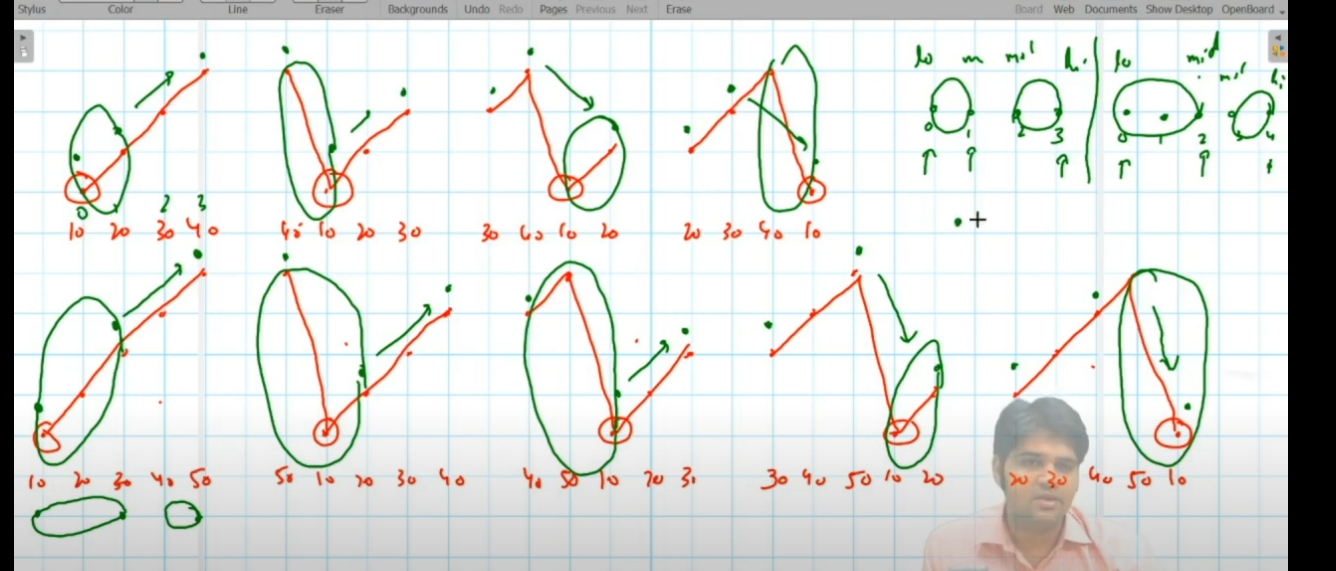 Stylus Color Line Eraser Backgrounds Undo Redo Pages Previous Next Erase Board Web Documents Show Desktop OpenBoard
lo m mid hi lo mid mid hi
0 1 2 3 0 1 2 3 4
0 1 2 3
10 20 30 40
40 10 20 30
30 40 10 20
20 30 40 10
10 20 30 40 50
50 10 20 30 40
40 50 10 20 30
30 40 50 10 20
20 30 40 50 10